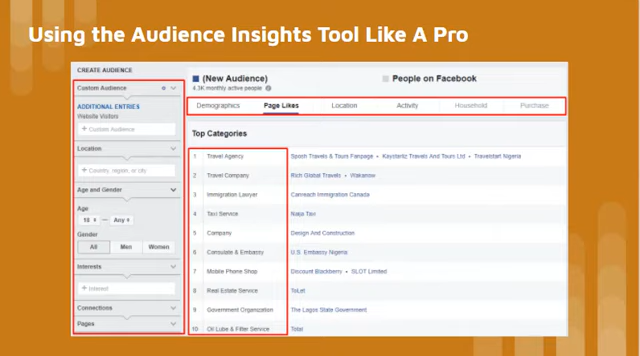 Using the Audience Insights Tool Like A Pro
CREATE AUDIENCE
Custom Audience
ADDITIONAL ENTRIES
Website Visitors
+ Custom Audience
Location
+ Country, region, or city
Age and Gender
Age
18 — Any
Gender
All Men Women
Interests
+ Interest
Connections
Pages
(New Audience)
4.3K monthly active people
People on Facebook
Demographics Page Likes Location Activity Household Purchase
Top Categories
1 Travel Agency Spooh Travels & Tours Fanpage • Kaystartz Travels And Tours Ltd • Travelstart Nigeria
2 Travel Company Rich Global Travels • Wakanow
3 Immigration Lawyer Canreach Immigration Canada
4 Taxi Service Naija Taxi
5 Company Design And Construction
6 Consulate & Embassy U.S. Embassy Nigeria
7 Mobile Phone Shop Discount Blackberry • SLOT Limited
8 Real Estate Service ToLet
9 Government Organization The Lagos State Government
10 Oil Lube & Filter Service Total